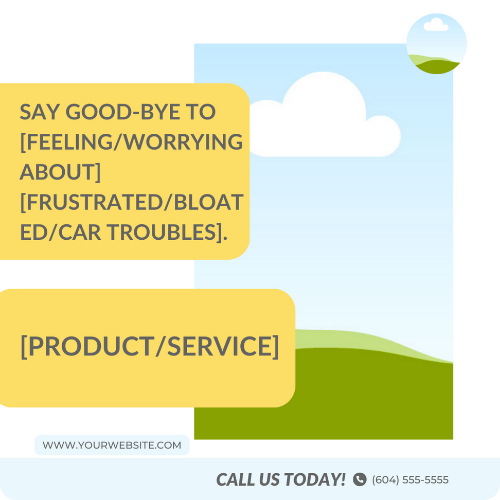 SAY GOOD-BYE TO
[FEELING/WORRYING
ABOUT]
[FRUSTRATED/BLOAT
ED/CAR TROUBLES].
[PRODUCT/SERVICE]
WWW.YOURWEBSITE.COM
CALL US TODAY! (604) 555-5555